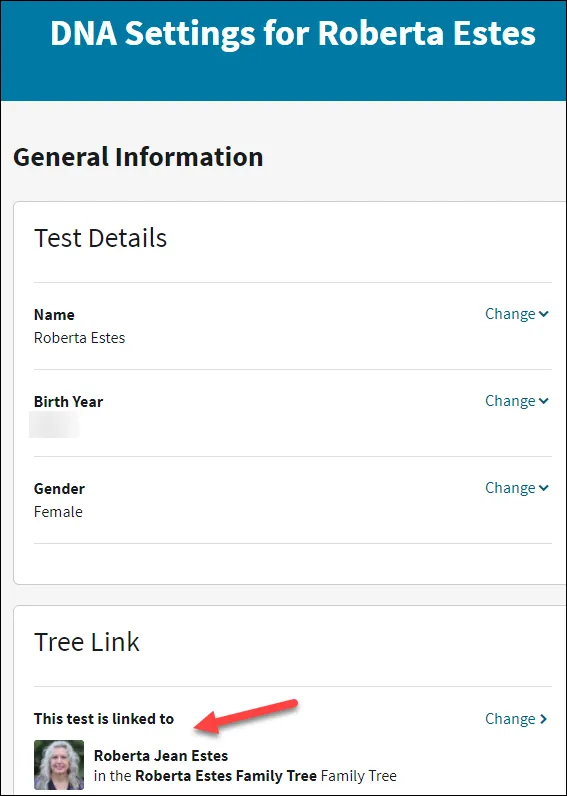 DNA Settings for Roberta Estes
General Information
Test Details
Name
Change
Roberta Estes
Birth Year
Change
Gender
Change
Female
Tree Link
This test is linked to
Change
Roberta Jean Estes
in the Roberta Estes Family Tree Family Tree